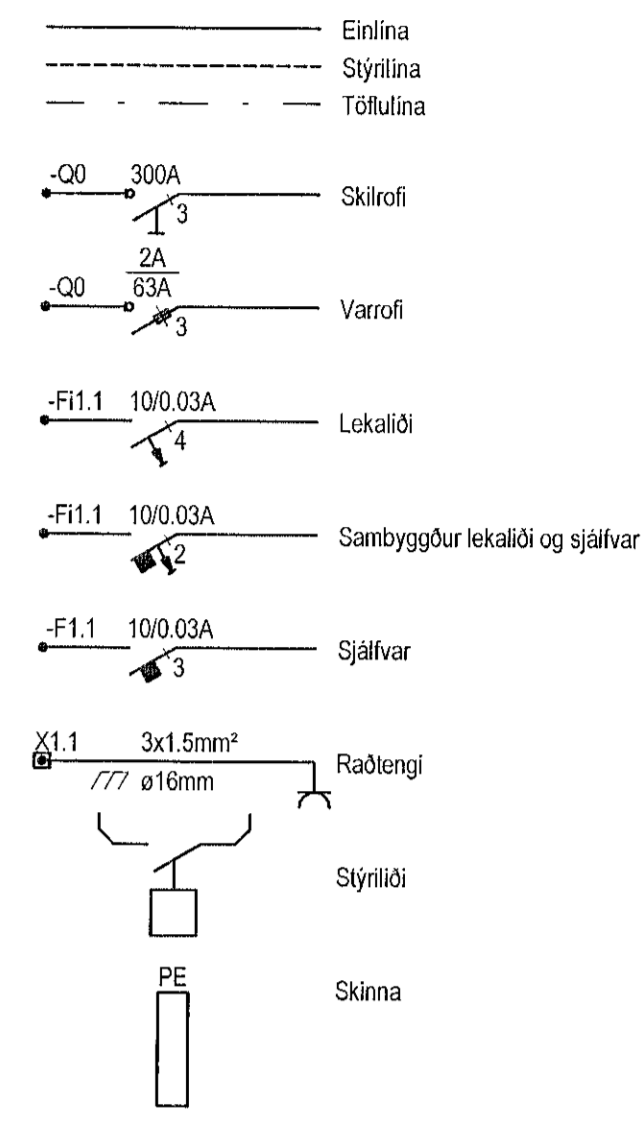 Einlína
Stýrilína
Töflulína
-Q0 300A
3
Skilrofi
2A
-Q0 63A
3
Varrofi
-Fi1.1 10/0.03A
4
Lekaliði
-Fi1.1 10/0.03A
2
Sambyggður lekaliði og sjálfvar
-F1.1 10/0.03A
3
Sjálfvar
X1.1 3x1.5mm²
ø16mm
Raðtengi
Stýriliði
PE
Skinna